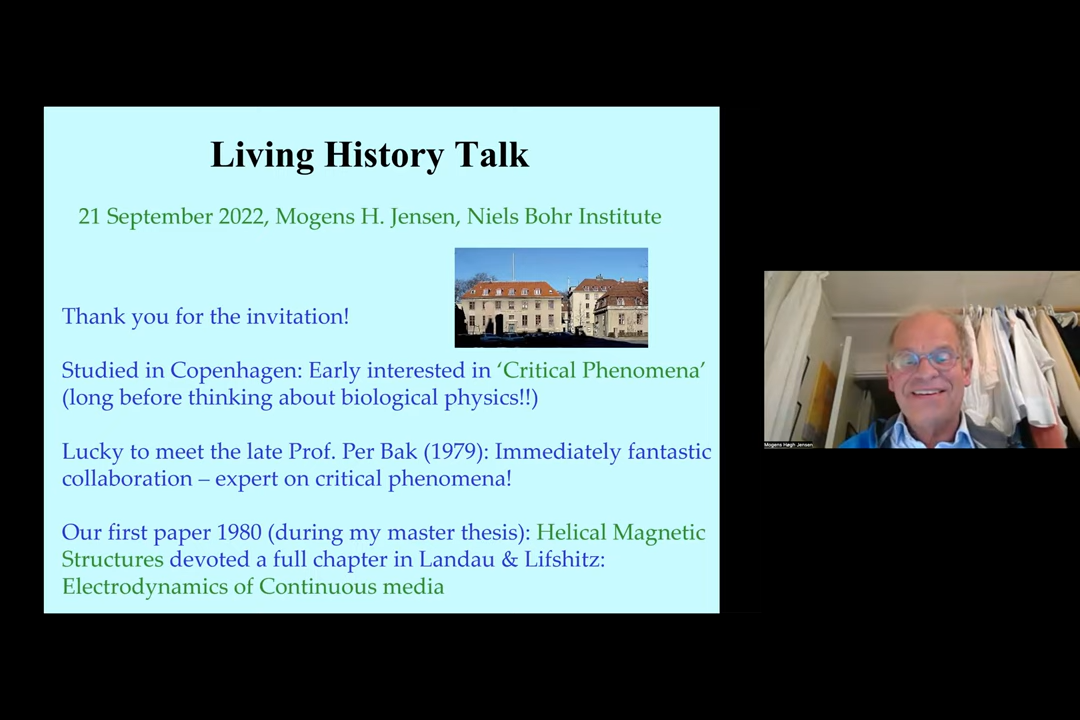 Living History Talk
21 September 2022, Mogens H. Jensen, Niels Bohr Institute
Thank you for the invitation!
Studied in Copenhagen: Early interested in ‘Critical Phenomena’
(long before thinking about biological physics!!)
Lucky to meet the late Prof. Per Bak (1979): Immediately fantastic
collaboration – expert on critical phenomena!
Our first paper 1980 (during my master thesis): Helical Magnetic
Structures devoted a full chapter in Landau & Lifshitz:
Electrodynamics of Continuous media
Mogens Høgh Jensen